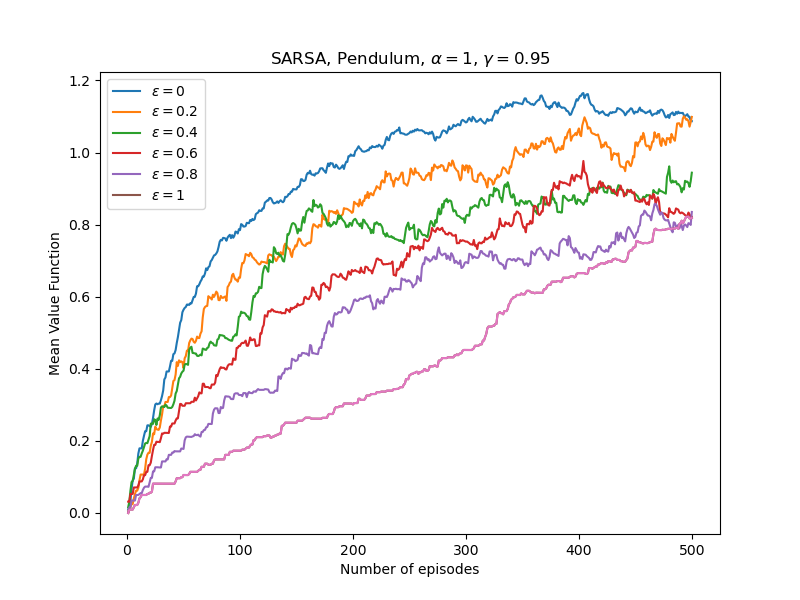 SARSA, Pendulum, α = 1, γ = 0.95
ε = 0
ε = 0.2
ε = 0.4
ε = 0.6
ε = 0.8
ε = 1
Mean Value Function
1.2
1.0
0.8
0.6
0.4
0.2
0.0
0 100 200 300 400 500
Number of episodes